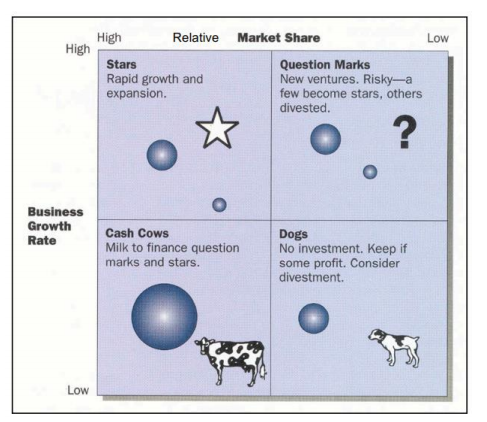 High Relative Market Share Low
High
Stars
Rapid growth and
expansion.
Question Marks
New ventures. Risky—a
few become stars, others
divested.
?
Business
Growth
Rate
Cash Cows
Milk to finance question
marks and stars.
Dogs
No investment. Keep if
some profit. Consider
divestment.
Low